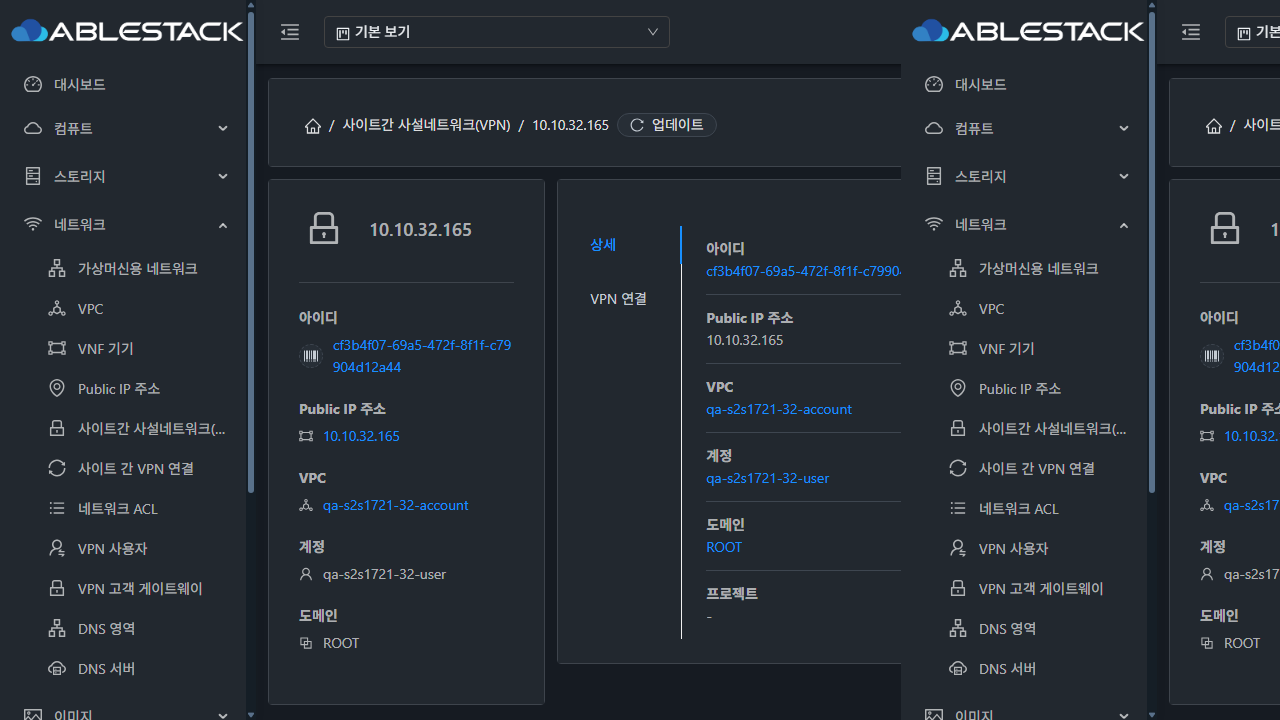 ABLESTACK
기본 보기
대시보드
컴퓨트
스토리지
네트워크
가상머신용 네트워크
VPC
VNF 기기
Public IP 주소
사이트간 사설네트워크(...
사이트 간 VPN 연결
네트워크 ACL
VPN 사용자
VPN 고객 게이트웨이
DNS 영역
DNS 서버
이미지
/ 사이트간 사설네트워크(VPN) / 10.10.32.165 업데이트
10.10.32.165
아이디
cf3b4f07-69a5-472f-8f1f-c79
904d12a44
Public IP 주소
10.10.32.165
VPC
qa-s2s1721-32-account
계정
qa-s2s1721-32-user
도메인
ROOT
상세
VPN 연결
아이디
cf3b4f07-69a5-472f-8f1f-c7990
Public IP 주소
10.10.32.165
VPC
qa-s2s1721-32-account
계정
qa-s2s1721-32-user
도메인
ROOT
프로젝트
-
ABLESTACK
기본
대시보드
컴퓨트
스토리지
네트워크
가상머신용 네트워크
VPC
VNF 기기
Public IP 주소
사이트간 사설네트워크(...
사이트 간 VPN 연결
네트워크 ACL
VPN 사용자
VPN 고객 게이트웨이
DNS 영역
DNS 서버
이미지
/ 사이트
1
아이디
cf3b4f0
904d12
Public IP 주소
10.10.32.
VPC
qa-s2s17
계정
qa-s2s17
도메인
ROOT